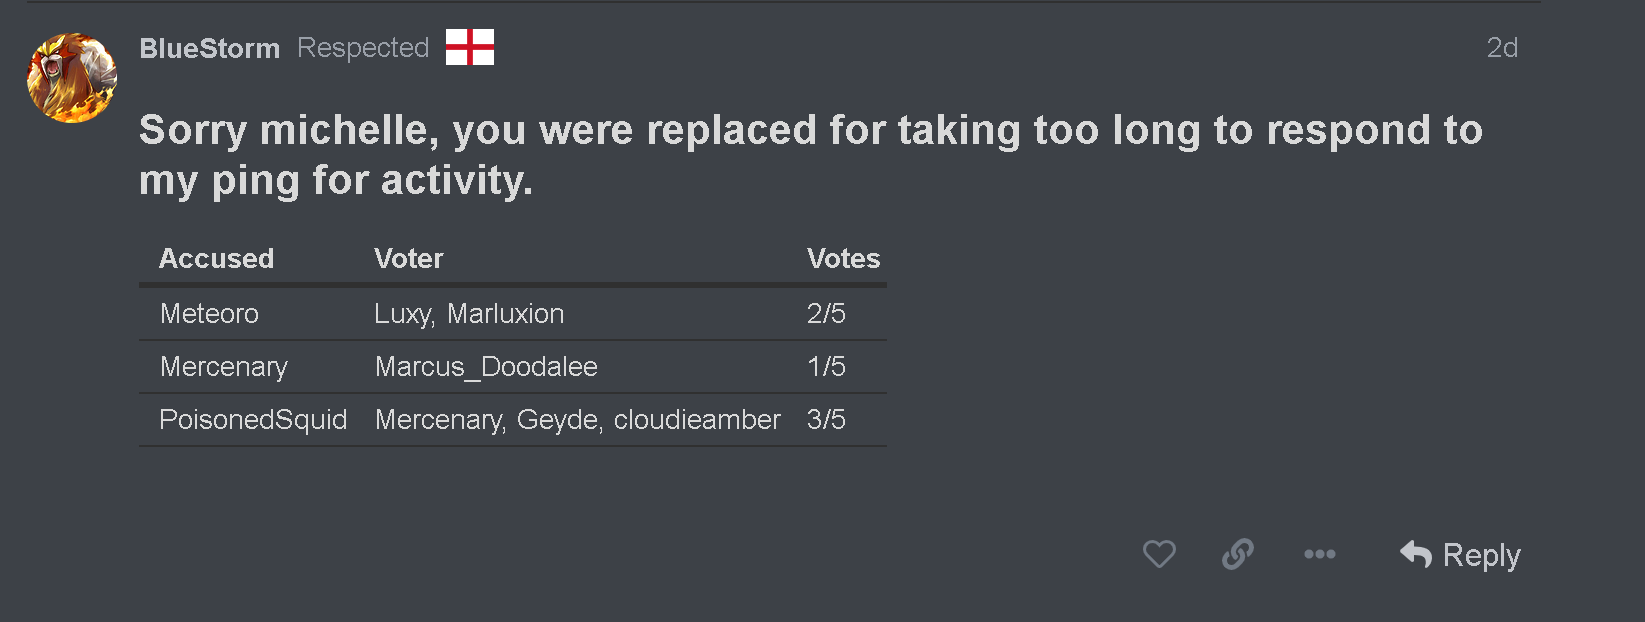 BlueStorm Respected 2d
Sorry michelle, you were replaced for taking too long to respond to
my ping for activity.
Accused Voter Votes
Meteoro Luxy, Marluxion 2/5
Mercenary Marcus_Doodalee 1/5
PoisonedSquid Mercenary, Geyde, cloudieamber 3/5
Reply